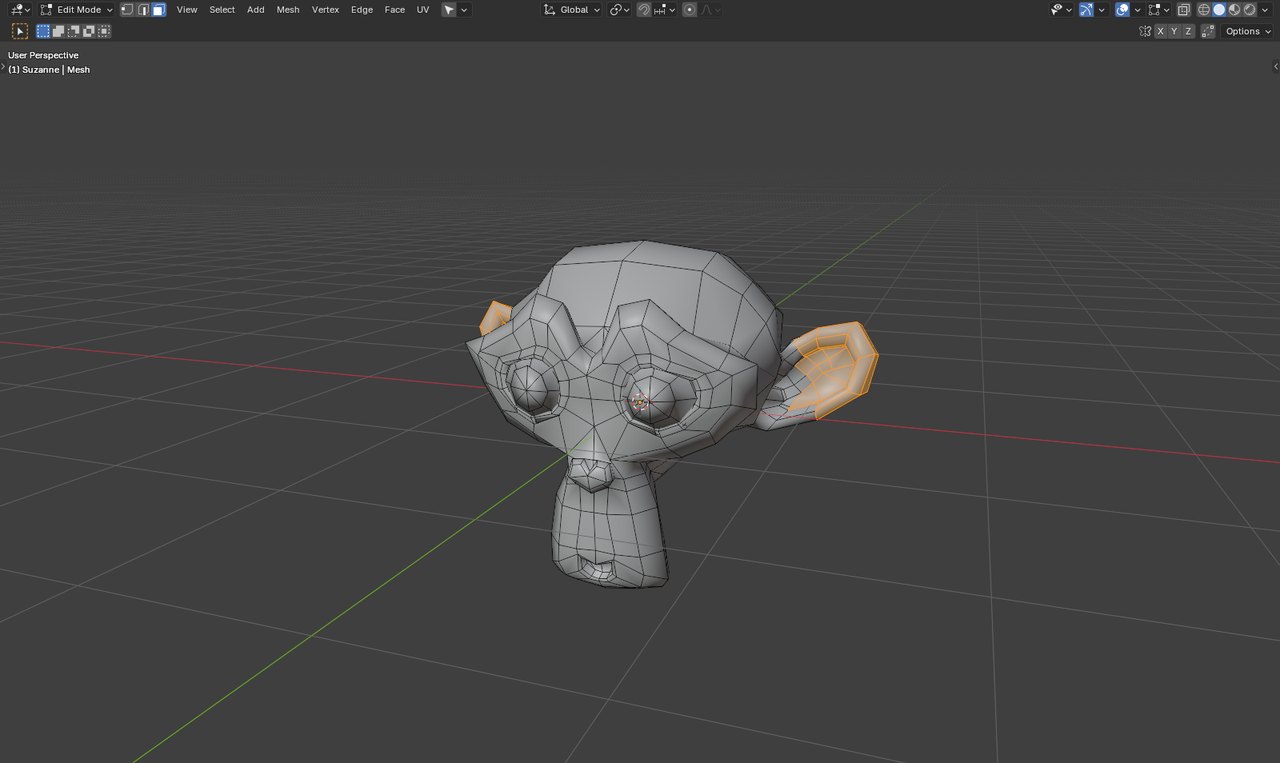 Edit Mode View Select Add Mesh Vertex Edge Face UV Global
X Y Z Options
User Perspective
(1) Suzanne | Mesh